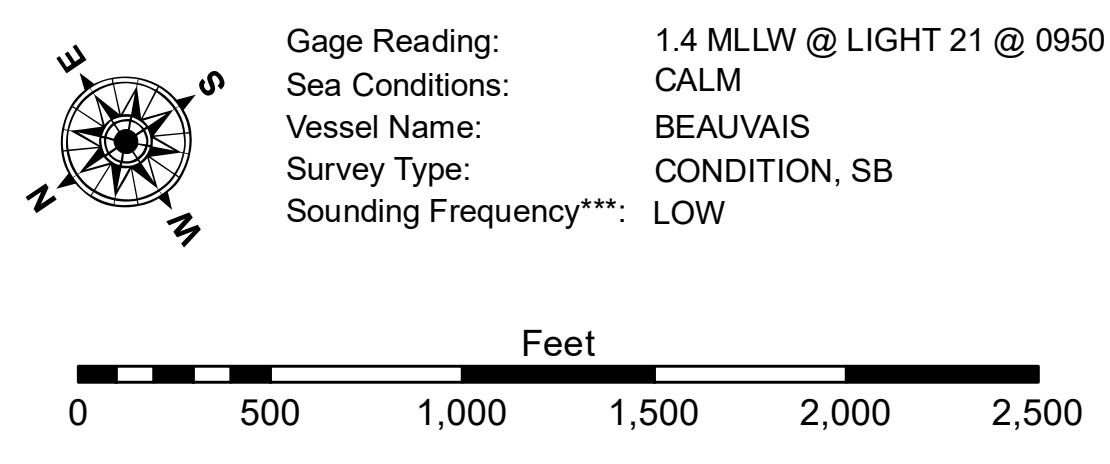 E
S
N
W
Gage Reading: 1.4 MLLW @ LIGHT 21 @ 0950
Sea Conditions: CALM
Vessel Name: BEAUVAIS
Survey Type: CONDITION, SB
Sounding Frequency***: LOW
Feet
0 500 1,000 1,500 2,000 2,500